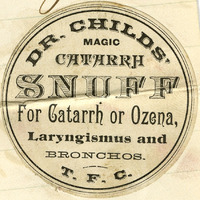 DR. CHILDS'
MAGIC
CATARRH
SNUFF
For Catarrh or Ozena,
Laryngismus and
BRONCHOS.
T. F. C.